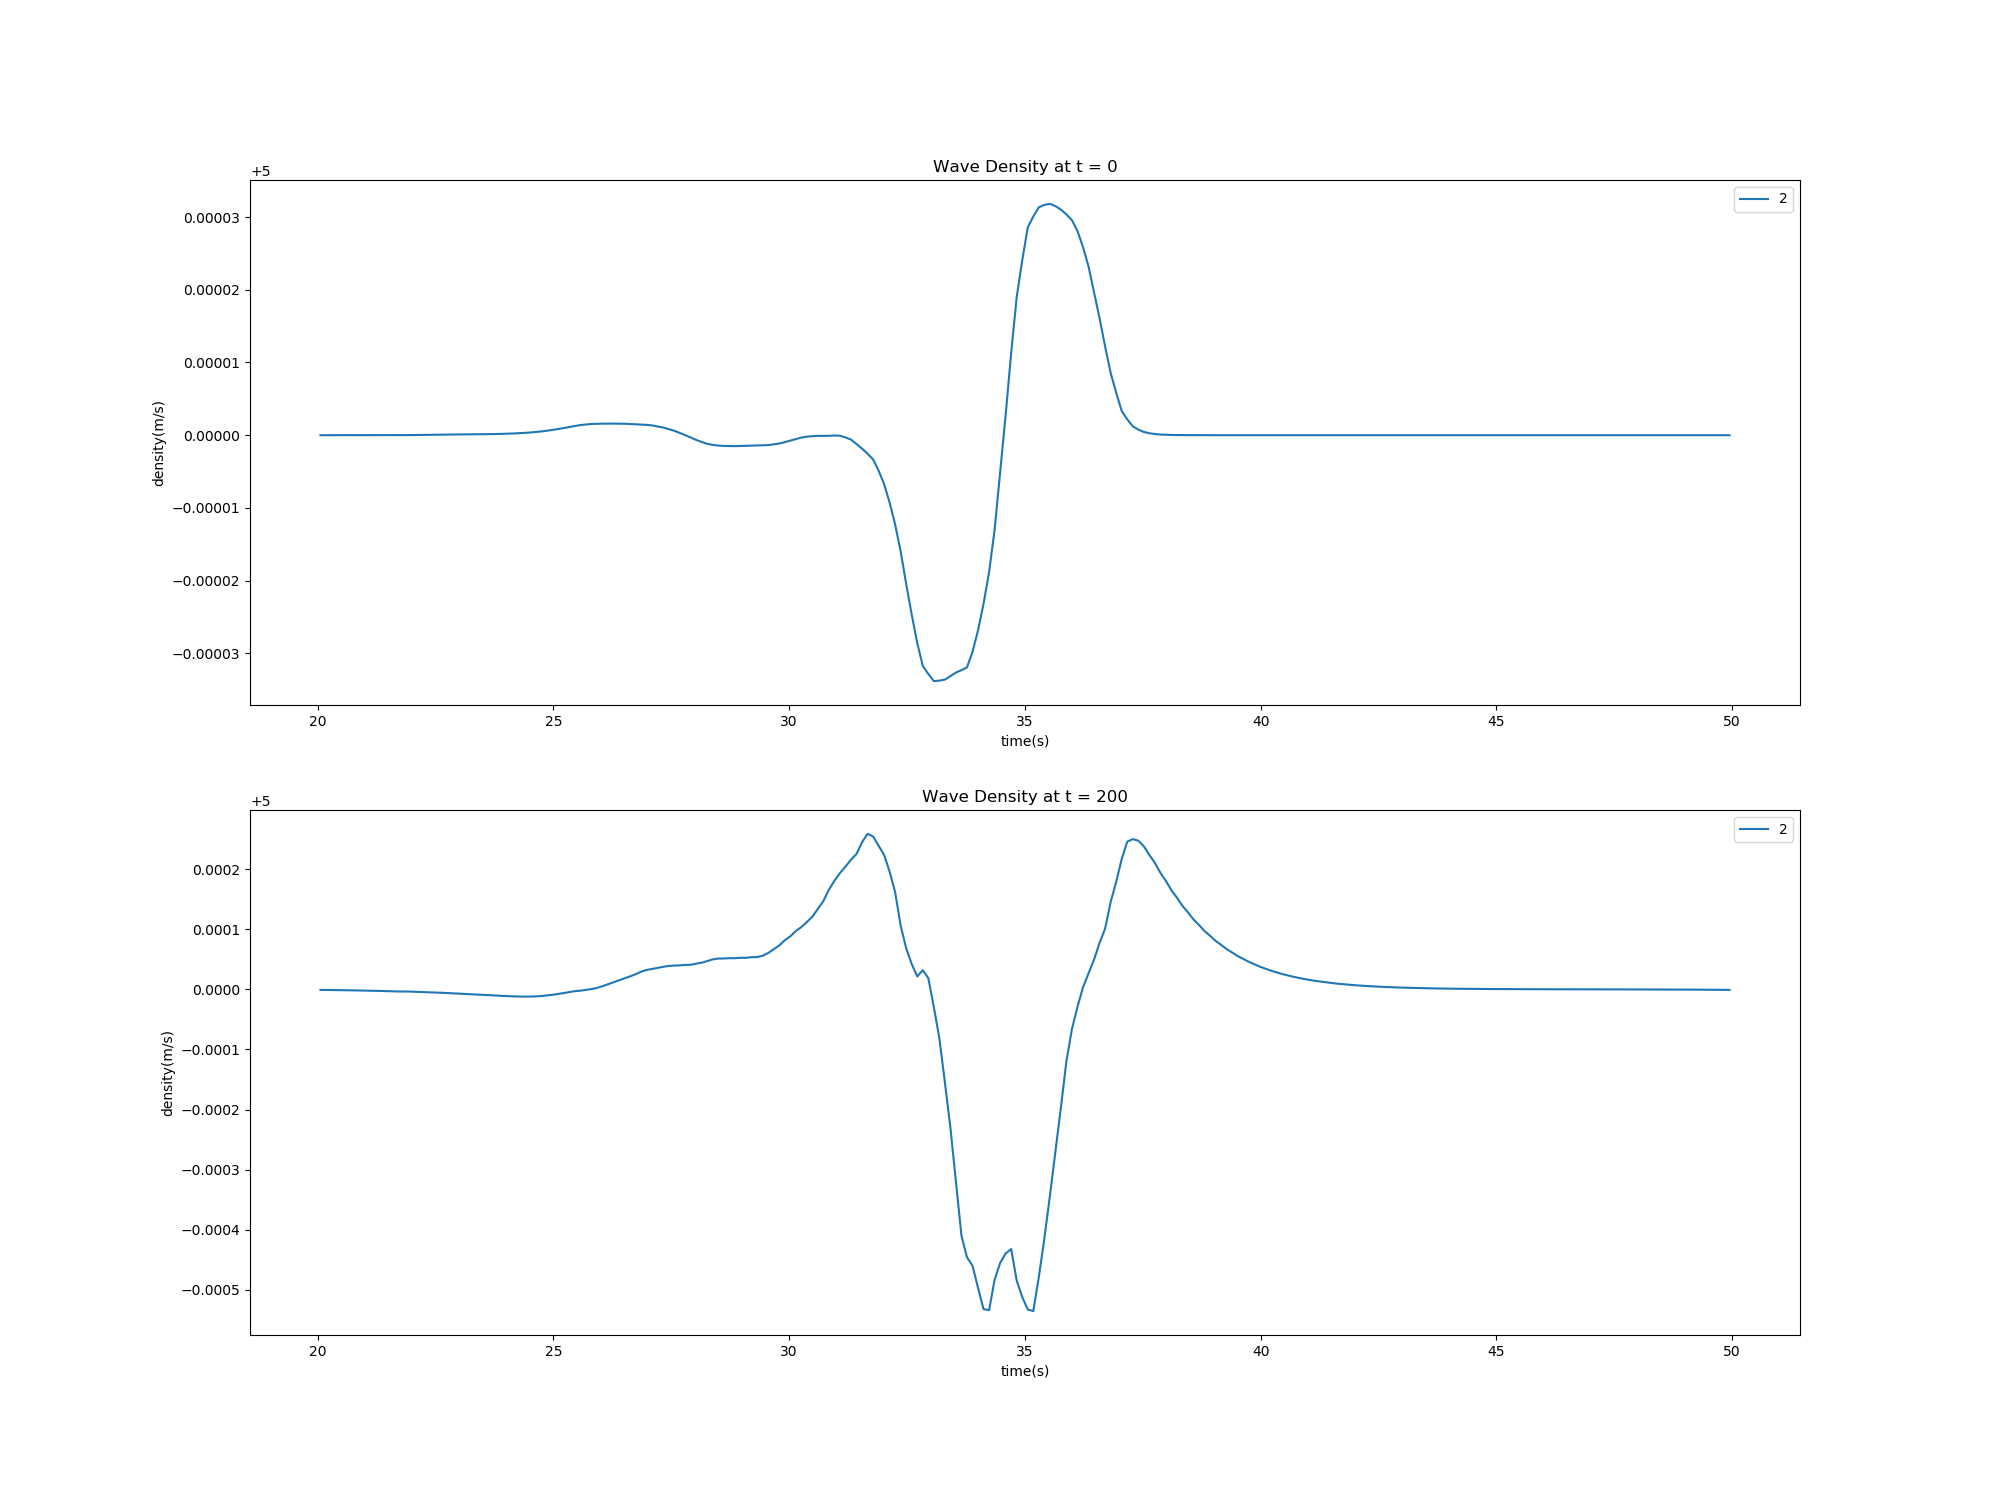 Wave Density at t = 0
+5
2
0.00003
0.00002
0.00001
0.00000
−0.00001
−0.00002
−0.00003
density(m/s)
20 25 30 35 40 45 50
time(s)
Wave Density at t = 200
+5
2
0.0002
0.0001
0.0000
−0.0001
−0.0002
−0.0003
−0.0004
−0.0005
density(m/s)
20 25 30 35 40 45 50
time(s)